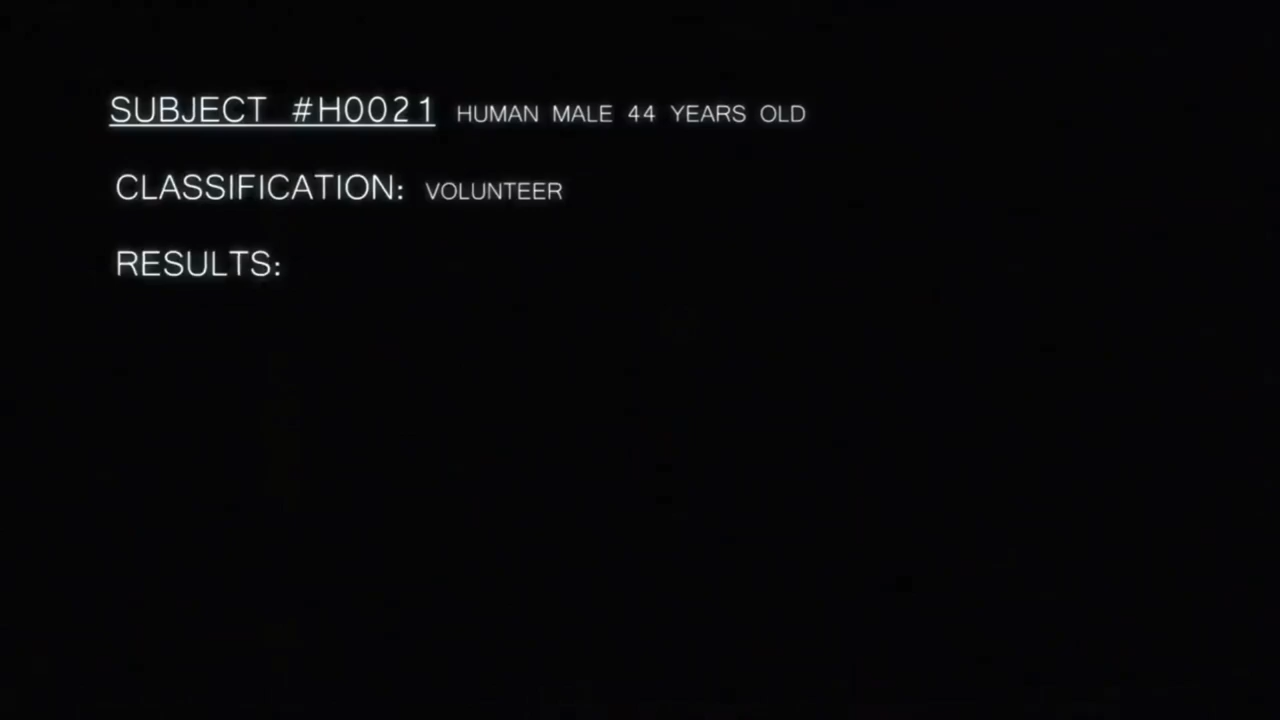 SUBJECT #H0021 HUMAN MALE 44 YEARS OLD
CLASSIFICATION: VOLUNTEER
RESULTS: